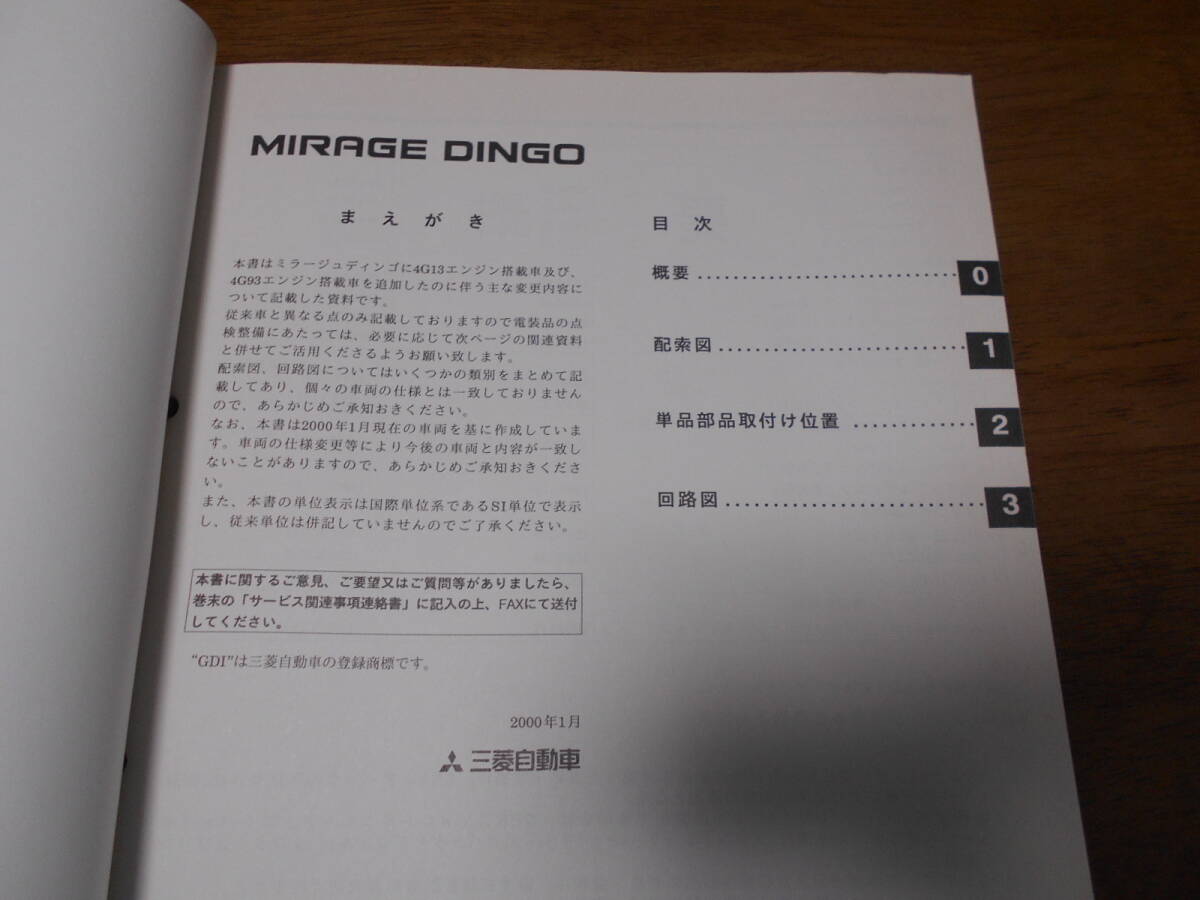 MIRAGE DINGO
まえがき
本書はミラージュディンゴに4G13エンジン搭載車及び、
4G93エンジン搭載車を追加したのに伴う主な変更内容に
ついて記載した資料です。
従来車と異なる点のみ記載しておりますので電装品の点
検整備にあたっては、必要に応じて次ページの関連資料
と併せてご活用くださるようお願い致します。
配索図、回路図についてはいくつかの類別をまとめて記
載してあり、個々の車両の仕様とは一致しておりません
ので、あらかじめご承知おきください。
なお、本書は2000年1月現在の車両を基に作成していま
す。車両の仕様変更等により今後の車両と内容が一致し
ないことがありますので、あらかじめご承知おきくださ
い。
また、本書の単位表示は国際単位系であるSI単位で表示
し、従来単位は併記していませんのでご了承ください。
本書に関するご意見、ご要望又はご質問等がありましたら、
巻末の「サービス関連事項連絡書」に記入の上、FAXにて送付
してください。
“GDI”は三菱自動車の登録商標です。
2000年1月
三菱自動車
目次
概要 ............................ 0
配索図 ............................ 1
単品部品取付け位置 ............. 2
回路図 ............................ 3